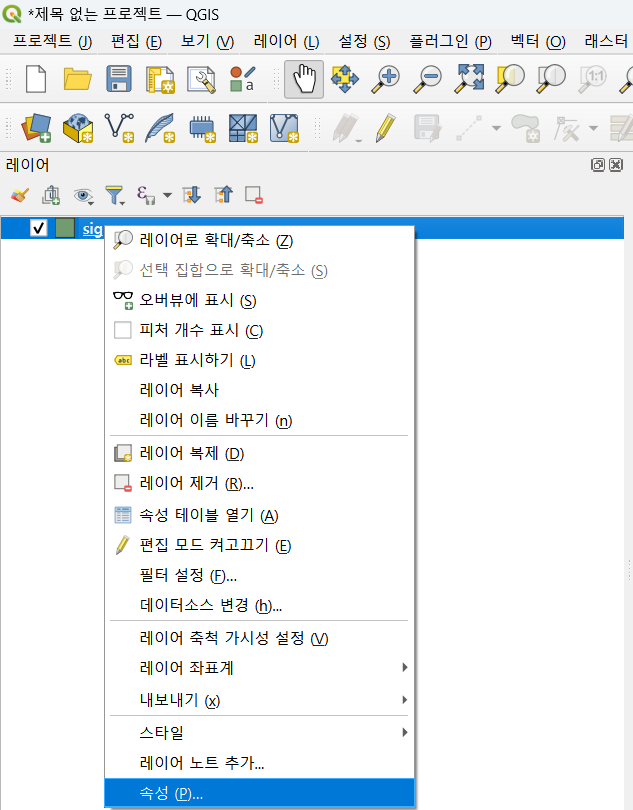 *제목 없는 프로젝트 — QGIS
프로젝트 (J) 편집 (E) 보기 (V) 레이어 (L) 설정 (S) 플러그인 (P) 벡터 (O) 래스터
a
1:1
레이어
ε
sig
레이어로 확대/축소 (Z)
선택 집합으로 확대/축소 (S)
오버뷰에 표시 (S)
피처 개수 표시 (C)
abc 라벨 표시하기 (L)
레이어 복사
레이어 이름 바꾸기 (n)
레이어 복제 (D)
레이어 제거 (R)...
속성 테이블 열기 (A)
편집 모드 켜고끄기 (E)
필터 설정 (F)...
데이터소스 변경 (h)...
레이어 축척 가시성 설정 (V)
레이어 좌표계
내보내기 (x)
스타일
레이어 노트 추가...
속성 (P)...